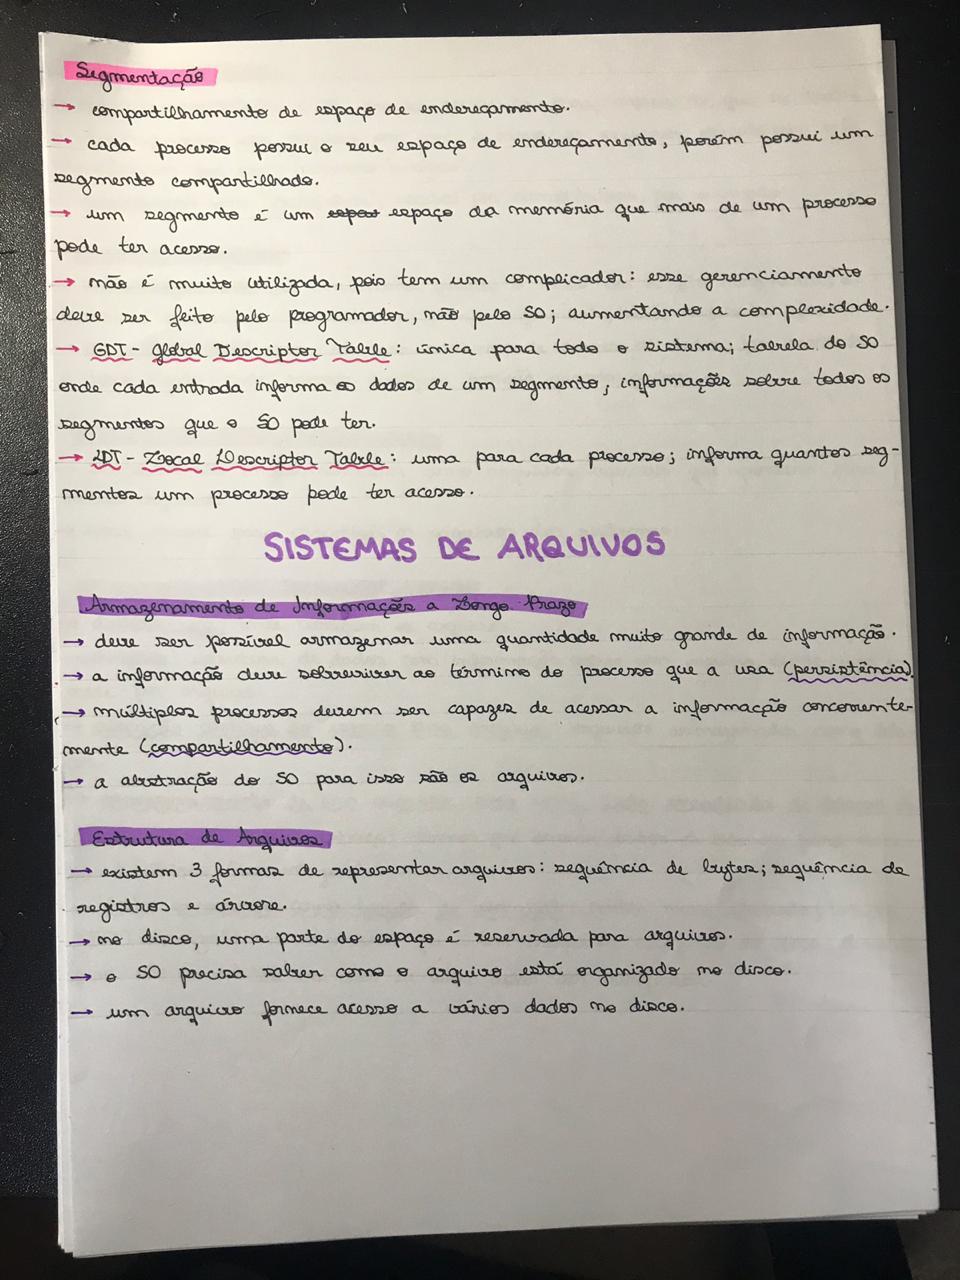 Segmentação
→ compartilhamento de espaço de endereçamento.
→ cada processo possui o seu espaço de endereçamento, porém possui um
segmento compartilhado.
→ um segmento é um espaço da memória que mais de um processo
pode ter acesso.
→ não é muito utilizada, pois tem um complicador: esse gerenciamento
deve ser feito pelo programador, não pelo SO; aumentando a complexidade.
→ GDT - Global Descriptor Table: única para todo o sistema; tabela do SO
onde cada entrada informa os dados de um segmento, informações sobre todos os
segmentos que o SO pode ter.
→ LDT - Local Descriptor Table: uma para cada processo; informa quantos seg-
mentos um processo pode ter acesso.
SISTEMAS DE ARQUIVOS
Armazenamento de Informações a Longo Prazo
→ deve ser possível armazenar uma quantidade muito grande de informação.
→ a informação deve sobreviver ao término do processo que a usa (persistência).
→ múltiplos processos devem ser capazes de acessar a informação concorrente-
mente (compartilhamento).
→ a abstração do SO para isso são os arquivos.
Estrutura de Arquivos
→ existem 3 formas de representar arquivos: sequência de bytes; sequência de
registros e árvore.
→ no disco, uma parte do espaço é reservada para arquivos.
→ o SO precisa saber como o arquivo está organizado no disco.
→ um arquivo fornece acesso a vários dados no disco.